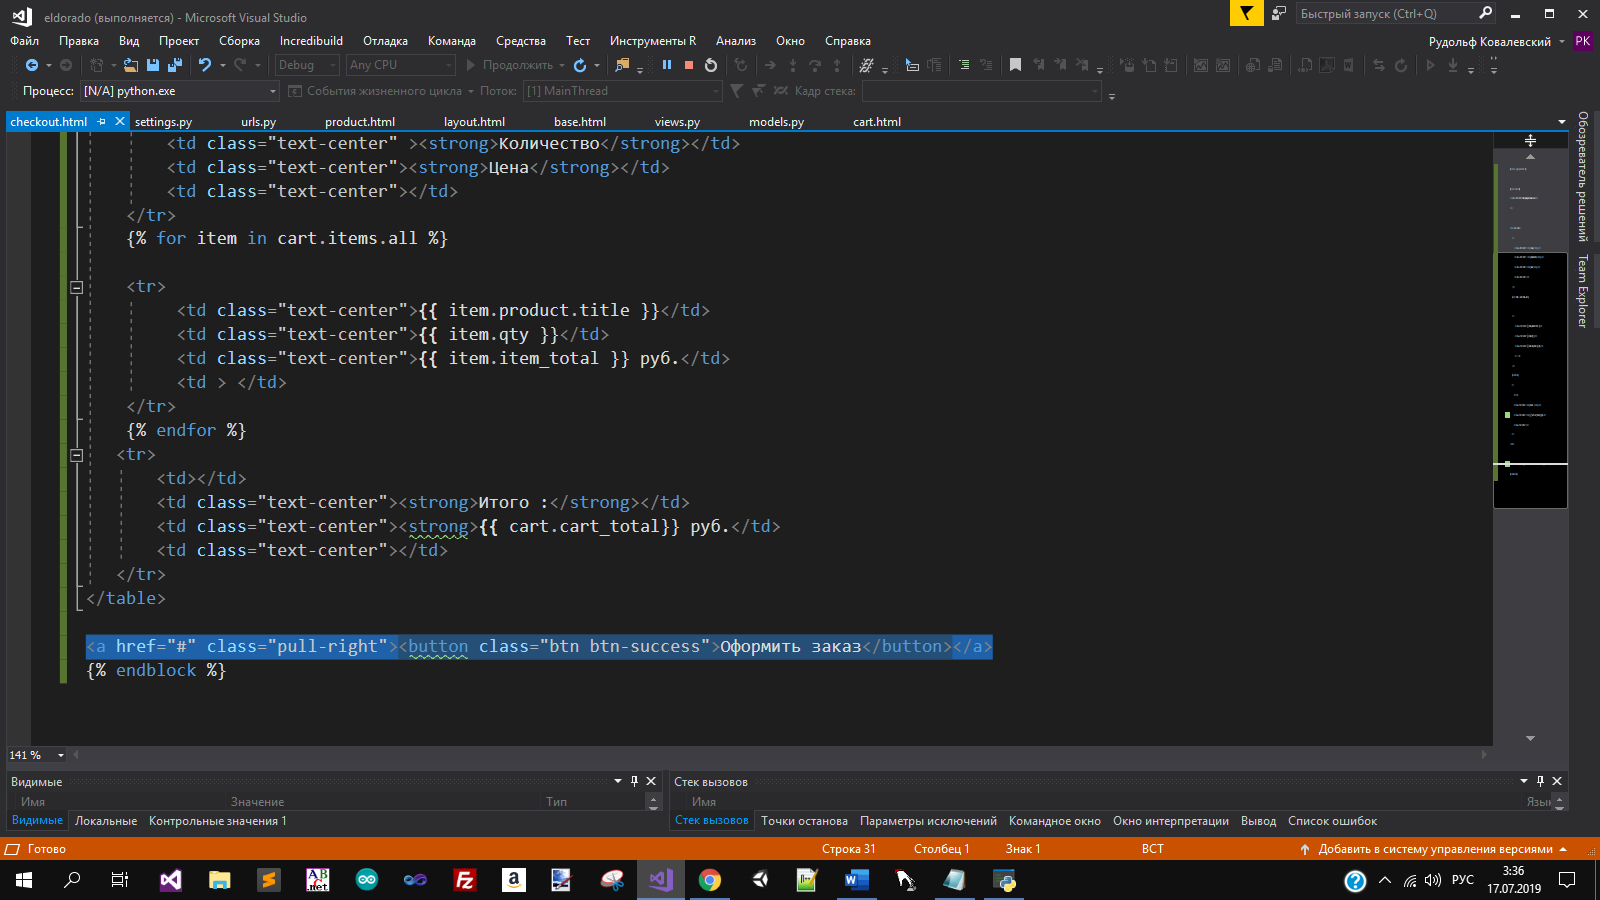 eldorado (выполняется) - Microsoft Visual Studio
Быстрый запуск (Ctrl+Q)
Файл Правка Вид Проект Сборка Incredibuild Отладка Команда Средства Тест Инструменты R Анализ Окно Справка
Рудольф Ковалевский РК
Debug Any CPU Продолжить
Процесс: [N/A] python.exe События жизненного цикла Поток: [1] MainThread Кадр стека:
checkout.html settings.py urls.py product.html layout.html base.html views.py models.py cart.html
<td class="text-center" ><strong>Количество</strong></td>
<td class="text-center"><strong>Цена</strong></td>
<td class="text-center"></td>
</tr>
{% for item in cart.items.all %}
<tr>
<td class="text-center">{{ item.product.title }}</td>
<td class="text-center">{{ item.qty }}</td>
<td class="text-center">{{ item.item_total }} руб.</td>
<td > </td>
</tr>
{% endfor %}
<tr>
<td></td>
<td class="text-center"><strong>Итого :</strong></td>
<td class="text-center"><strong>{{ cart.cart_total}} руб.</td>
<td class="text-center"></td>
</tr>
</table>
<a href="#" class="pull-right"><button class="btn btn-success">Оформить заказ</button></a>
{% endblock %}
Обозреватель решений
Team Explorer
141 %
Видимые
Имя Значение Тип
Видимые Локальные Контрольные значения 1
Стек вызовов
Имя Язык
Стек вызовов Точки останова Параметры исключений Командное окно Окно интерпретации Вывод Список ошибок
Готово Строка 31 Столбец 1 Знак 1 ВСТ Добавить в систему управления версиями
РУС
3:36
17.07.2019